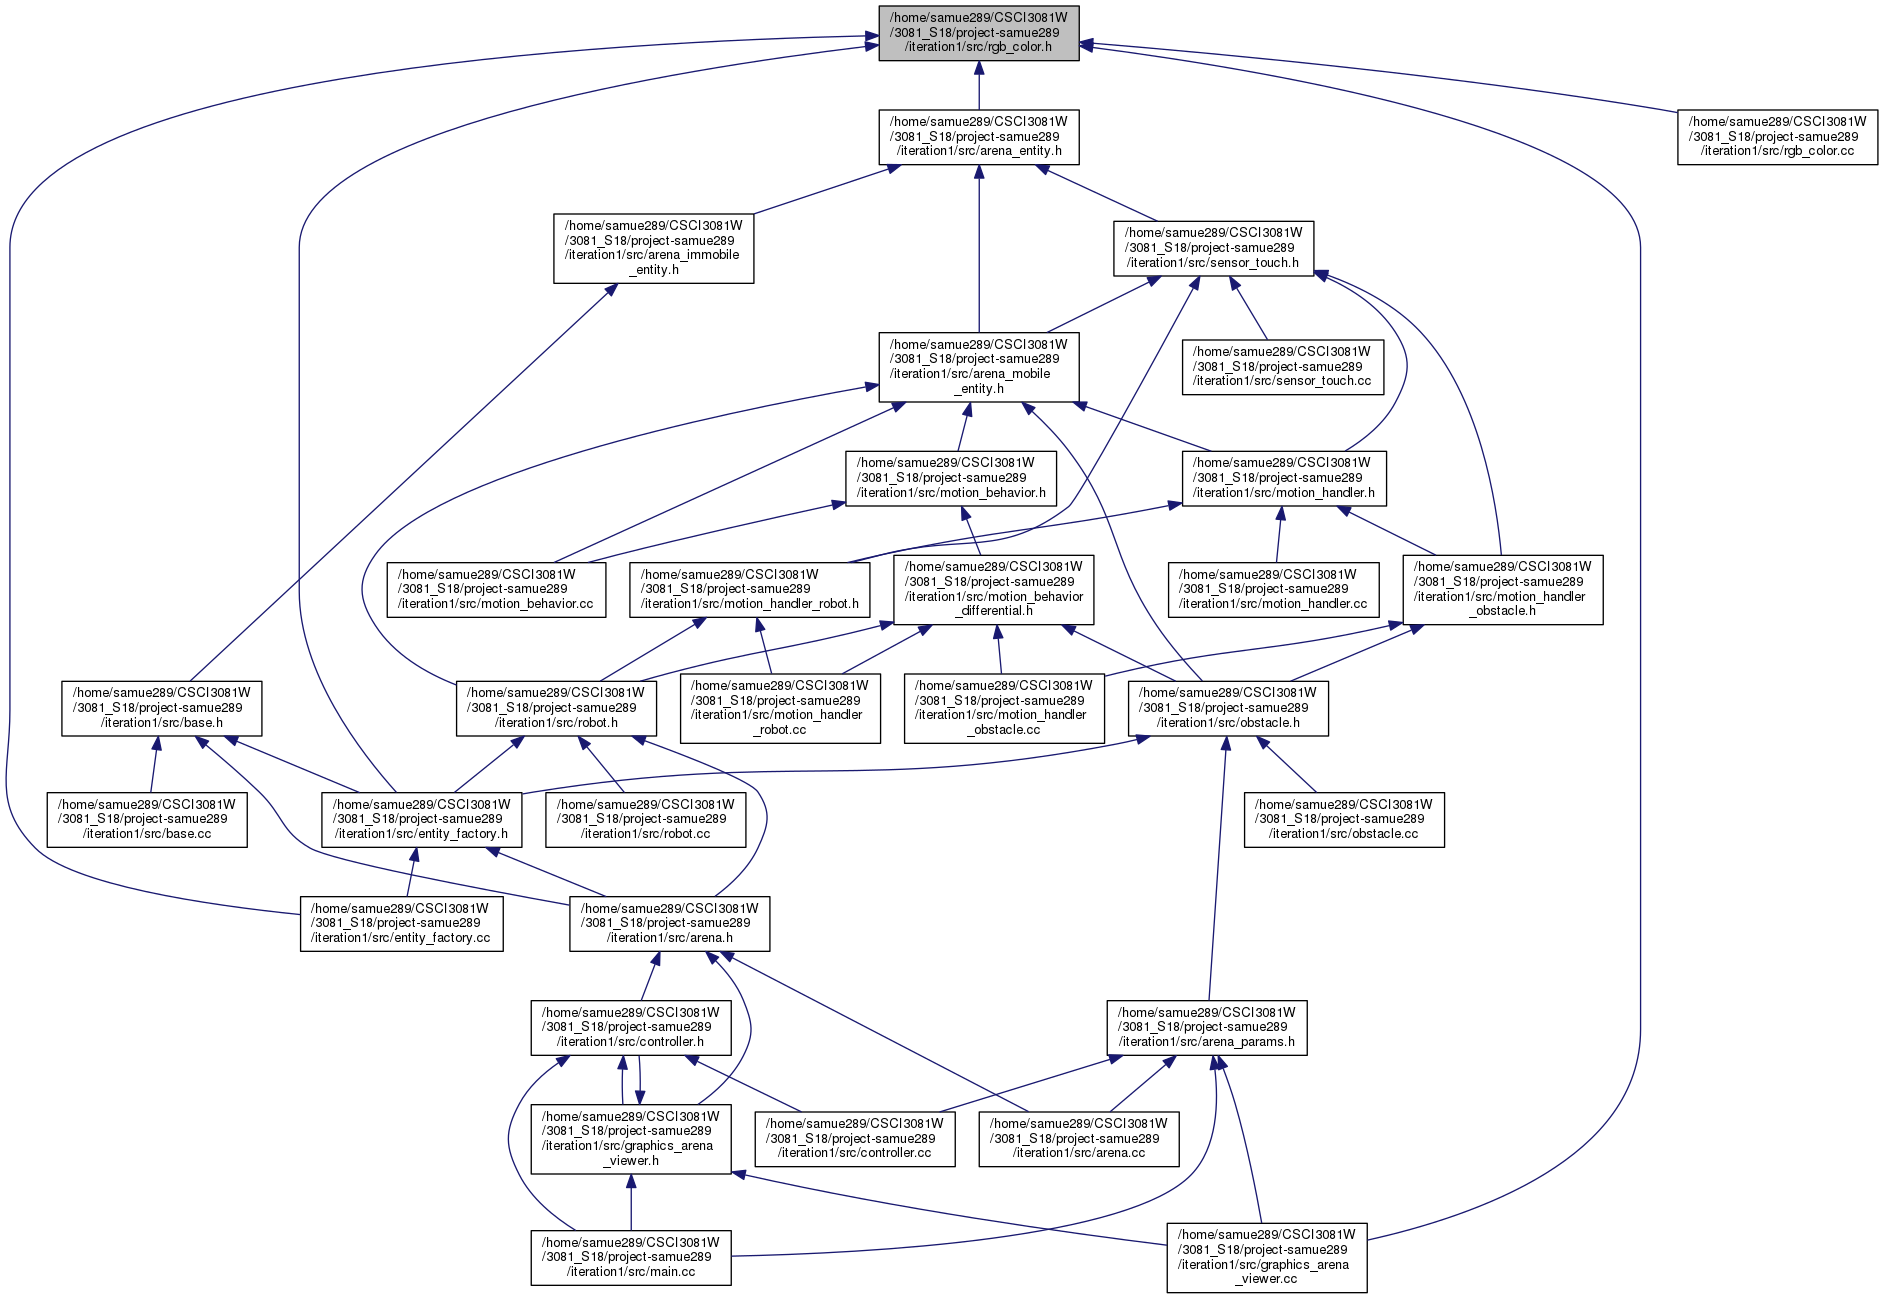 /home/samue289/CSCI3081W
/3081_S18/project-samue289
/iteration1/src/rgb_color.h
/home/samue289/CSCI3081W
/3081_S18/project-samue289
/iteration1/src/arena_entity.h
/home/samue289/CSCI3081W
/3081_S18/project-samue289
/iteration1/src/rgb_color.cc
/home/samue289/CSCI3081W
/3081_S18/project-samue289
/iteration1/src/arena_immobile
_entity.h
/home/samue289/CSCI3081W
/3081_S18/project-samue289
/iteration1/src/sensor_touch.h
/home/samue289/CSCI3081W
/3081_S18/project-samue289
/iteration1/src/arena_mobile
_entity.h
/home/samue289/CSCI3081W
/3081_S18/project-samue289
/iteration1/src/sensor_touch.cc
/home/samue289/CSCI3081W
/3081_S18/project-samue289
/iteration1/src/motion_behavior.h
/home/samue289/CSCI3081W
/3081_S18/project-samue289
/iteration1/src/motion_handler.h
/home/samue289/CSCI3081W
/3081_S18/project-samue289
/iteration1/src/motion_behavior.cc
/home/samue289/CSCI3081W
/3081_S18/project-samue289
/iteration1/src/motion_handler_robot.h
/home/samue289/CSCI3081W
/3081_S18/project-samue289
/iteration1/src/motion_behavior
_differential.h
/home/samue289/CSCI3081W
/3081_S18/project-samue289
/iteration1/src/motion_handler.cc
/home/samue289/CSCI3081W
/3081_S18/project-samue289
/iteration1/src/motion_handler
_obstacle.h
/home/samue289/CSCI3081W
/3081_S18/project-samue289
/iteration1/src/base.h
/home/samue289/CSCI3081W
/3081_S18/project-samue289
/iteration1/src/robot.h
/home/samue289/CSCI3081W
/3081_S18/project-samue289
/iteration1/src/motion_handler
_robot.cc
/home/samue289/CSCI3081W
/3081_S18/project-samue289
/iteration1/src/motion_handler
_obstacle.cc
/home/samue289/CSCI3081W
/3081_S18/project-samue289
/iteration1/src/obstacle.h
/home/samue289/CSCI3081W
/3081_S18/project-samue289
/iteration1/src/base.cc
/home/samue289/CSCI3081W
/3081_S18/project-samue289
/iteration1/src/entity_factory.h
/home/samue289/CSCI3081W
/3081_S18/project-samue289
/iteration1/src/robot.cc
/home/samue289/CSCI3081W
/3081_S18/project-samue289
/iteration1/src/obstacle.cc
/home/samue289/CSCI3081W
/3081_S18/project-samue289
/iteration1/src/entity_factory.cc
/home/samue289/CSCI3081W
/3081_S18/project-samue289
/iteration1/src/arena.h
/home/samue289/CSCI3081W
/3081_S18/project-samue289
/iteration1/src/controller.h
/home/samue289/CSCI3081W
/3081_S18/project-samue289
/iteration1/src/arena_params.h
/home/samue289/CSCI3081W
/3081_S18/project-samue289
/iteration1/src/graphics_arena
_viewer.h
/home/samue289/CSCI3081W
/3081_S18/project-samue289
/iteration1/src/controller.cc
/home/samue289/CSCI3081W
/3081_S18/project-samue289
/iteration1/src/arena.cc
/home/samue289/CSCI3081W
/3081_S18/project-samue289
/iteration1/src/main.cc
/home/samue289/CSCI3081W
/3081_S18/project-samue289
/iteration1/src/graphics_arena
_viewer.cc